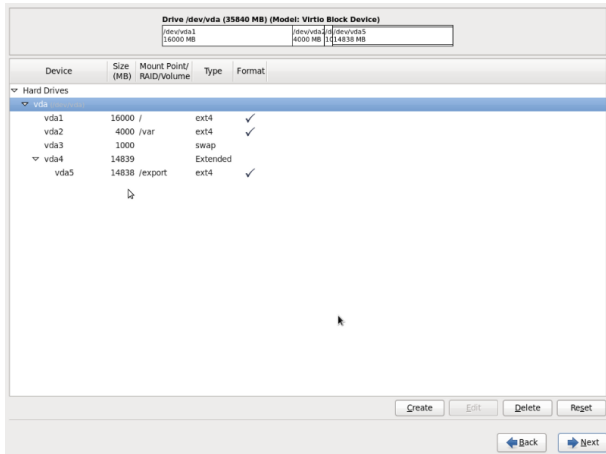 Drive /dev/vda (35840 MB) (Model: Virtio Block Device)
/dev/vda1 /dev/vda5
16000 MB 4000 MB 14838 MB
Device Size (MB) Mount Point/ RAID/Volume Type Format
Hard Drives
vda
vda1 16000 / ext4 ✓
vda2 4000 /var ext4 ✓
vda3 1000 swap
vda4 14839 Extended
vda5 14838 /export ext4 ✓
Create Edit Delete Reset
Back Next